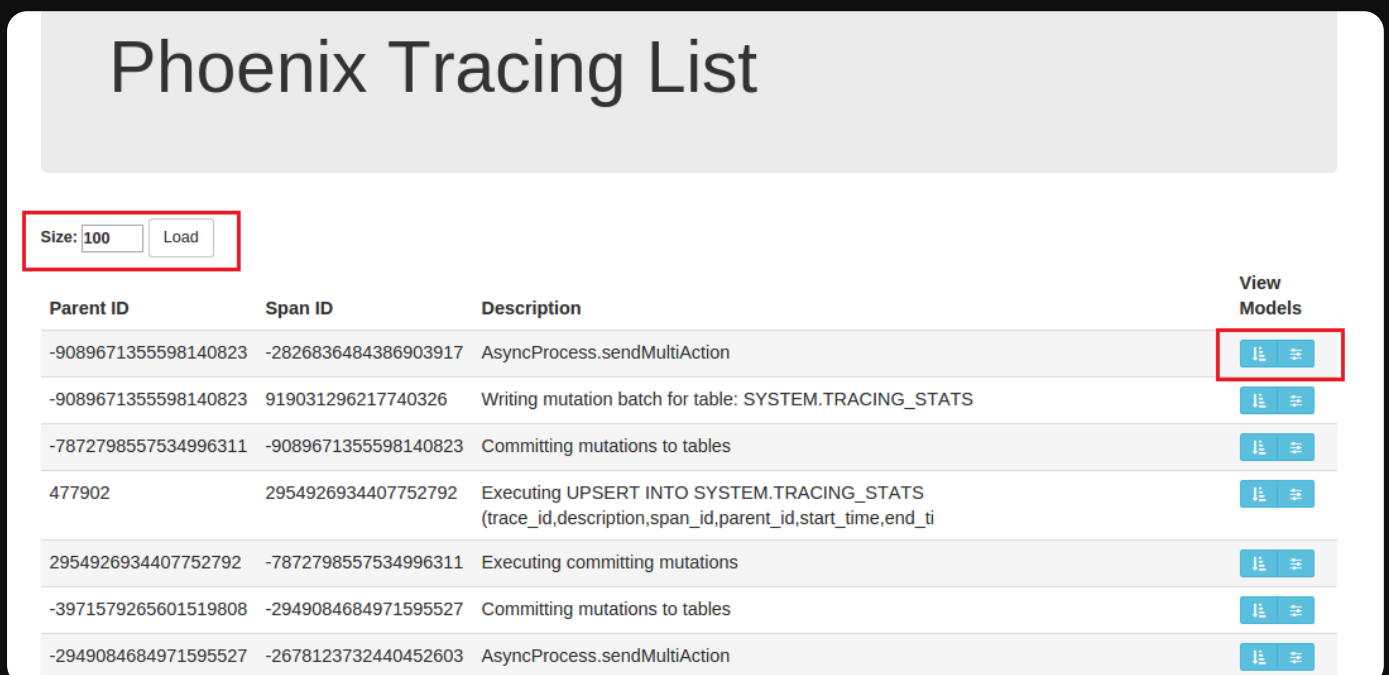 Phoenix Tracing List
Size: 100 Load
Parent ID Span ID Description View Models
-9089671355598140823 -2826836484386903917 AsyncProcess.sendMultiAction
-9089671355598140823 919031296217740326 Writing mutation batch for table: SYSTEM.TRACING_STATS
-7872798557534996311 -9089671355598140823 Committing mutations to tables
477902 2954926934407752792 Executing UPSERT INTO SYSTEM.TRACING_STATS
(trace_id,description,span_id,parent_id,start_time,end_ti
2954926934407752792 -7872798557534996311 Executing committing mutations
-3971579265601519808 -2949084684971595527 Committing mutations to tables
-2949084684971595527 -2678123732440452603 AsyncProcess.sendMultiAction